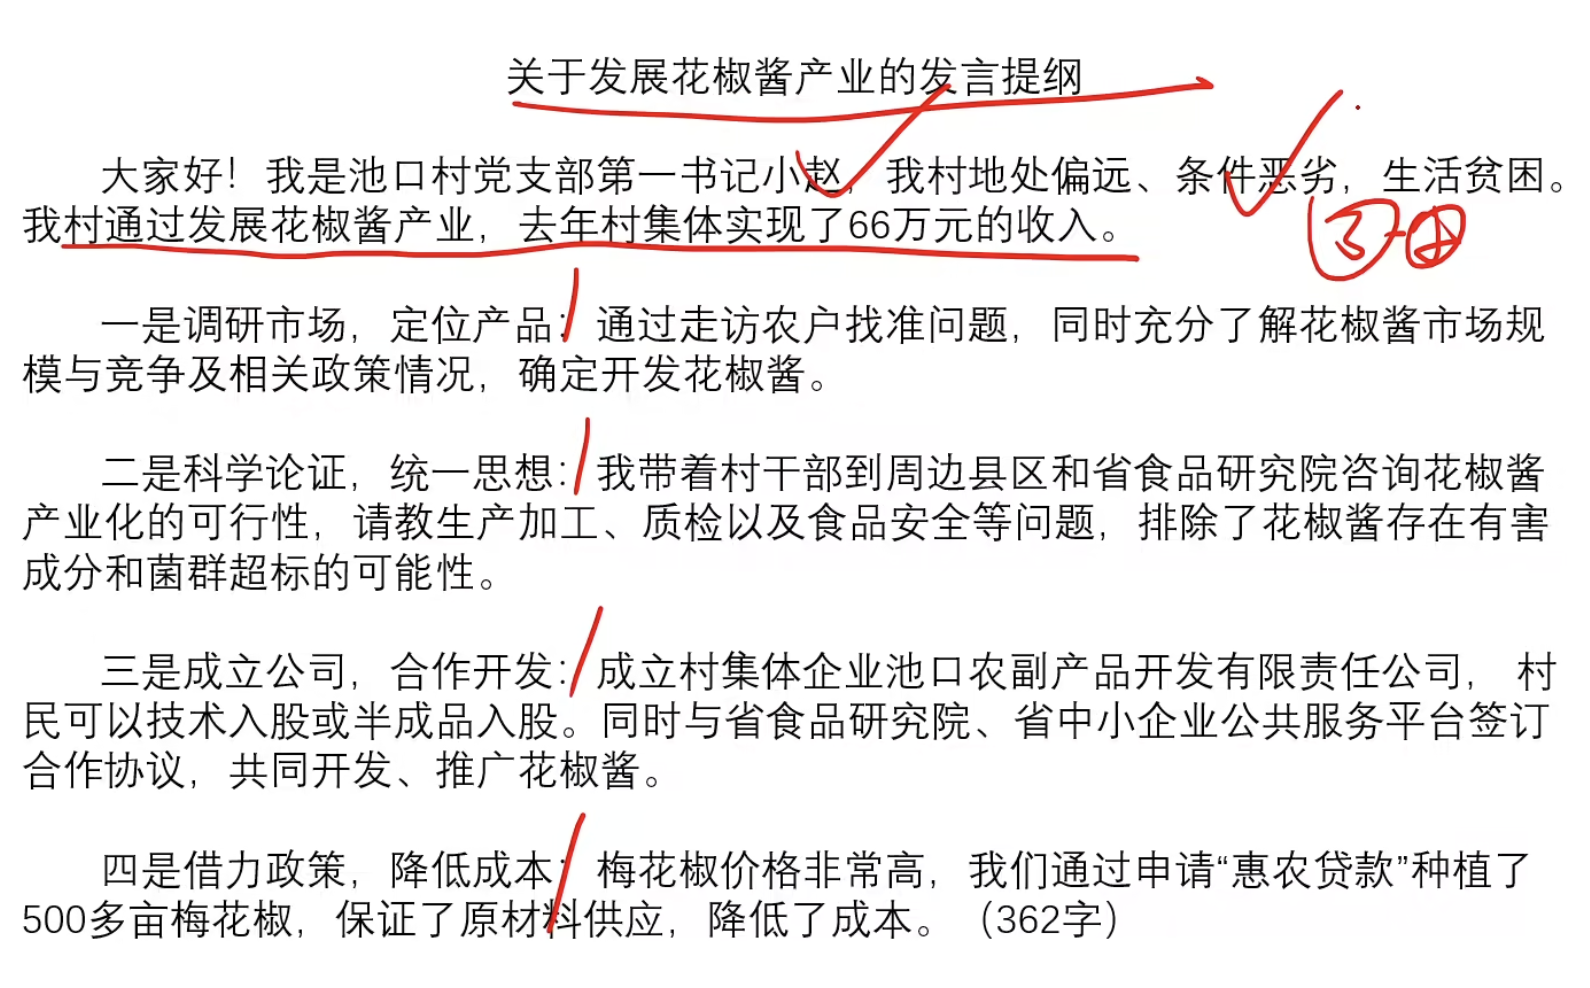 关于发展花椒酱产业的发言提纲
大家好！我是池口村党支部第一书记小赵，我村地处偏远、条件恶劣，生活贫困。
我村通过发展花椒酱产业，去年村集体实现了66万元的收入。
一是调研市场，定位产品：通过走访农户找准问题，同时充分了解花椒酱市场规
模与竞争及相关政策情况，确定开发花椒酱。
二是科学论证，统一思想：我带着村干部到周边县区和省食品研究院咨询花椒酱
产业化的可行性，请教生产加工、质检以及食品安全等问题，排除了花椒酱存在有害
成分和菌群超标的可能性。
三是成立公司，合作开发：成立村集体企业池口农副产品开发有限责任公司， 村
民可以技术入股或半成品入股。同时与省食品研究院、省中小企业公共服务平台签订
合作协议，共同开发、推广花椒酱。
四是借力政策，降低成本：梅花椒价格非常高，我们通过申请“惠农贷款”种植了
500多亩梅花椒，保证了原材料供应，降低了成本。（362字）